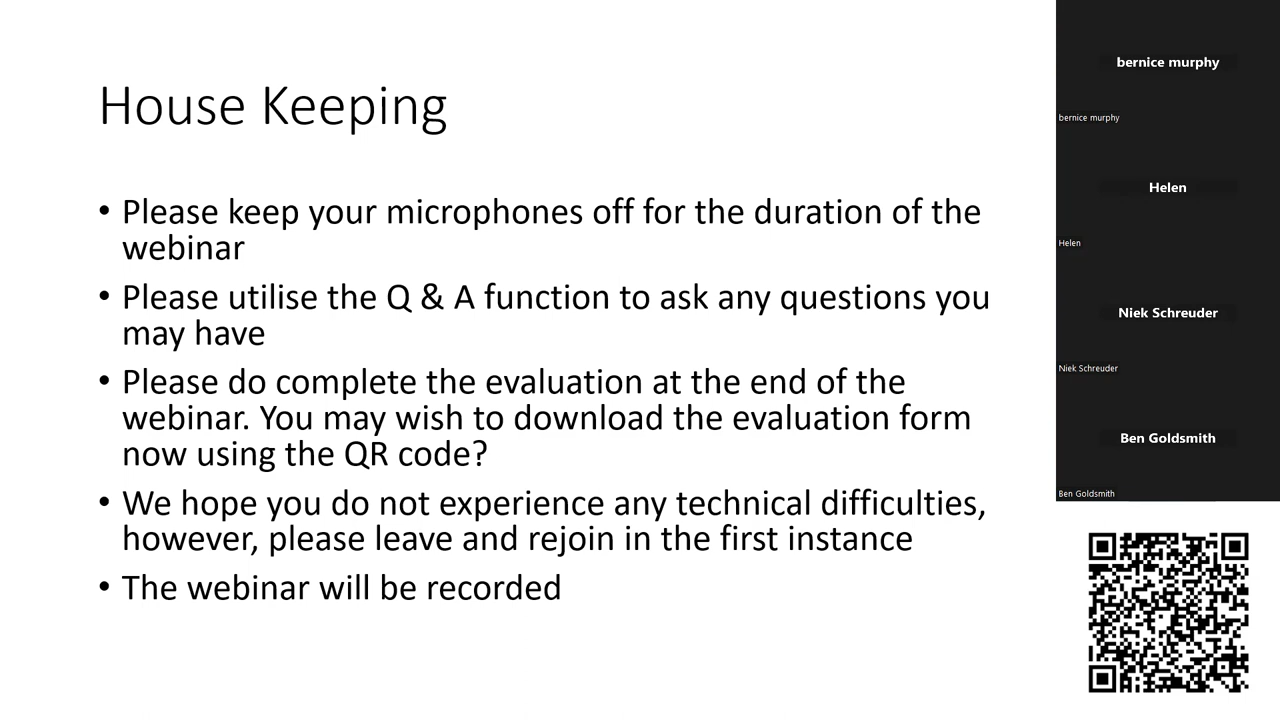 House Keeping
• Please keep your microphones off for the duration of the
webinar
• Please utilise the Q & A function to ask any questions you
may have
• Please do complete the evaluation at the end of the
webinar. You may wish to download the evaluation form
now using the QR code?
• We hope you do not experience any technical difficulties,
however, please leave and rejoin in the first instance
• The webinar will be recorded
bernice murphy
bernice murphy
Helen
Helen
Niek Schreuder
Niek Schreuder
Ben Goldsmith
Ben Goldsmith